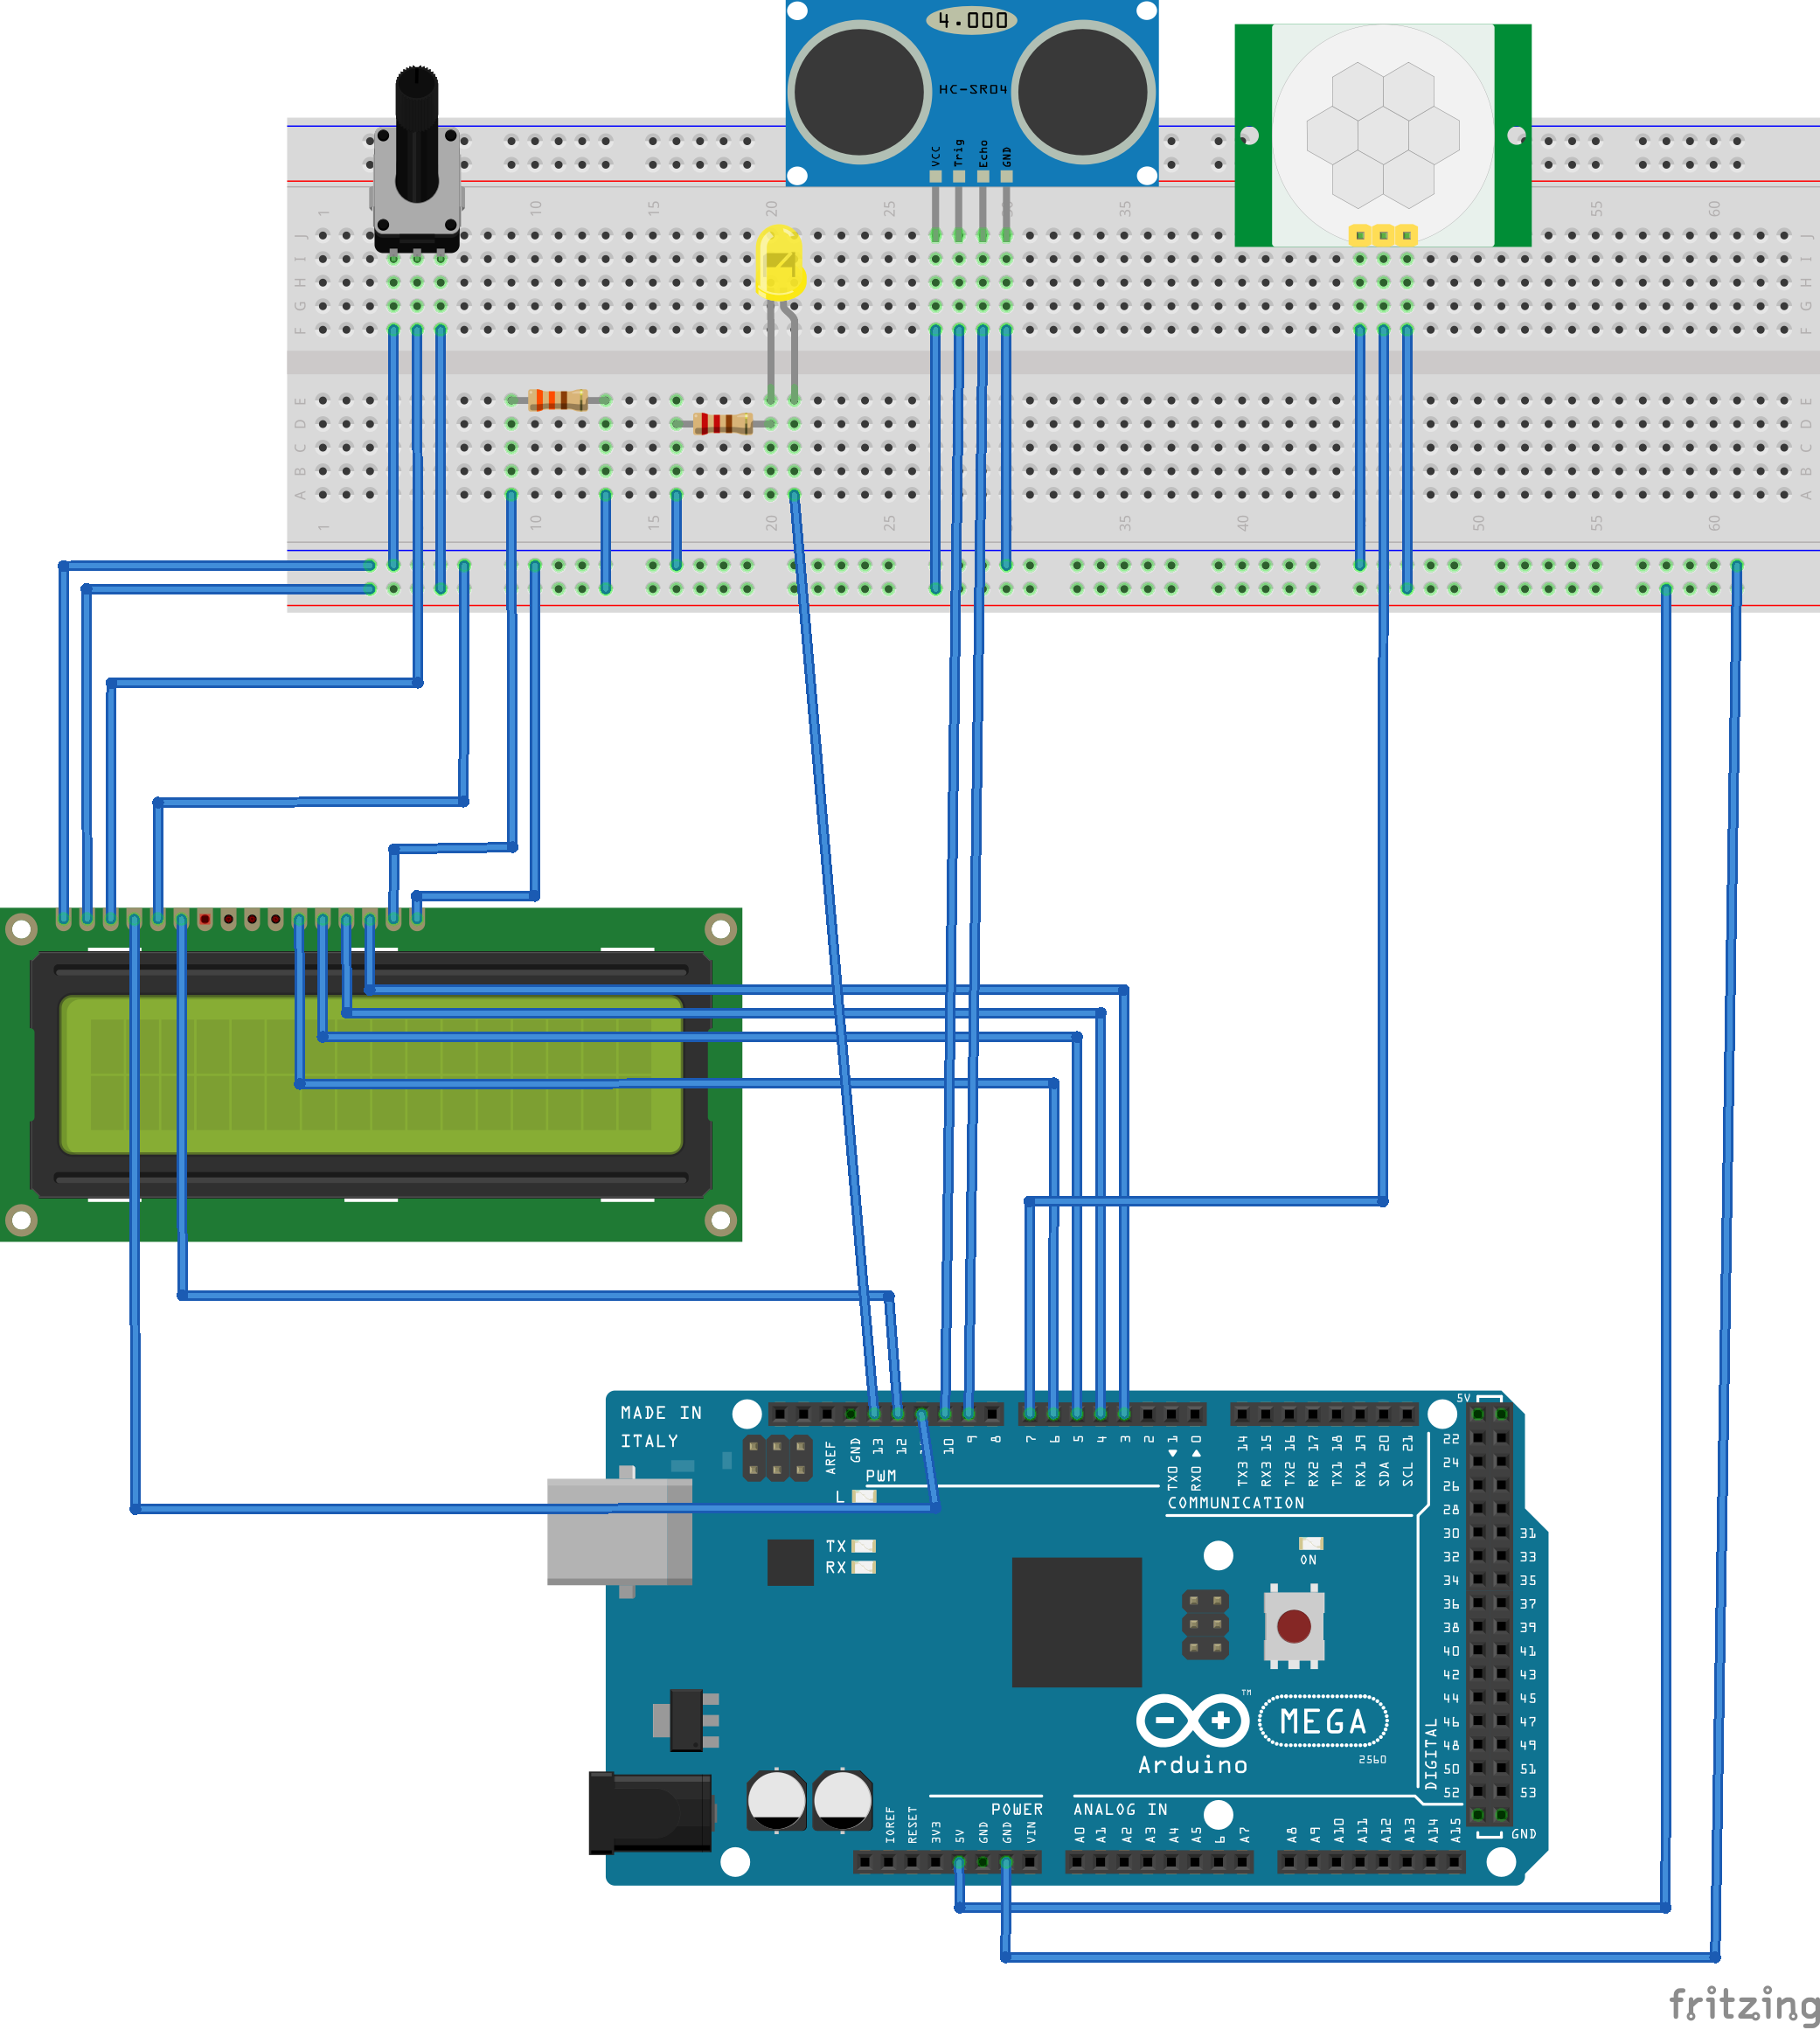 4.000
HC-SR04
VCC
Trig
Echo
GND
1
10
15
20
25
35
55
60
J
J
I
I
H
H
G
G
F
F
E
E
D
D
C
C
B
B
A
A
1
10
15
20
25
35
40
50
55
60
MADE IN
ITALY
AREF
GND
13
12
10
9
8
7
6
5
4
3
2
TX0 1
RX0 0
TX3 14
RX3 15
TX2 16
RX2 17
TX1 18
RX1 19
SDA 20
SCL 21
PWM
L
COMMUNICATION
TX
RX
ON
5V
22
24
26
28
30 31
32 33
34 35
36 37
38 39
40 41
42 43
44 45
46 47
48 49
50 51
52 53
GND
DIGITAL
TM
MEGA
Arduino
2560
POWER
ANALOG IN
IOREF
RESET
3V3
5V
GND
GND
VIN
A0
A1
A2
A3
A4
A5
6
A7
A8
A9
A10
A11
A12
A13
A14
A15
fritzing